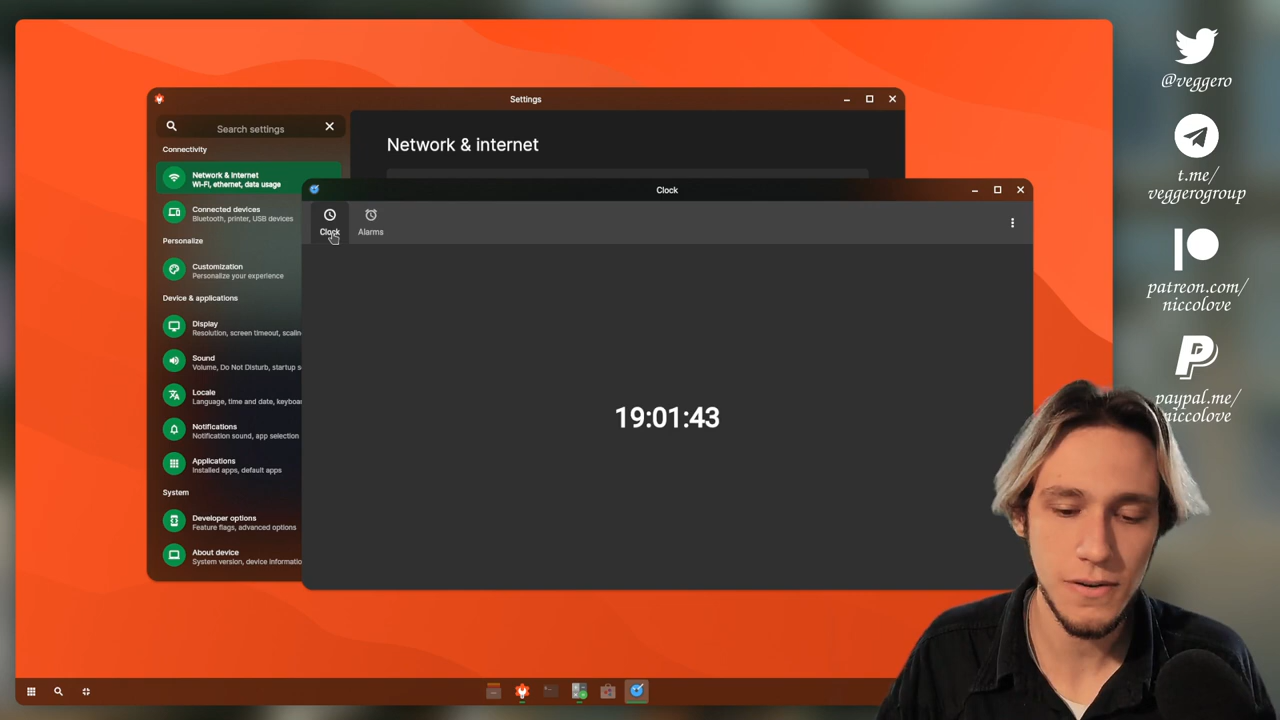 Settings
Search settings
Connectivity
Network & Internet
Wi-Fi, ethernet, data usage
Connected devices
Bluetooth, printer, USB devices
Personalize
Customization
Personalize your experience
Device & applications
Display
Resolution, screen timeout, scalin
Sound
Volume, Do Not Disturb, startup s
Locale
Language, time and date, keyboar
Notifications
Notification sound, app selection
Applications
Installed apps, default apps
System
Developer options
Feature flags, advanced options
About device
System version, device informatio
Network & internet
Clock
Clock
Alarms
19:01:43
@veggero
t.me/
veggerogroup
patreon.com/
niccolove
paypal.me/
niccolove